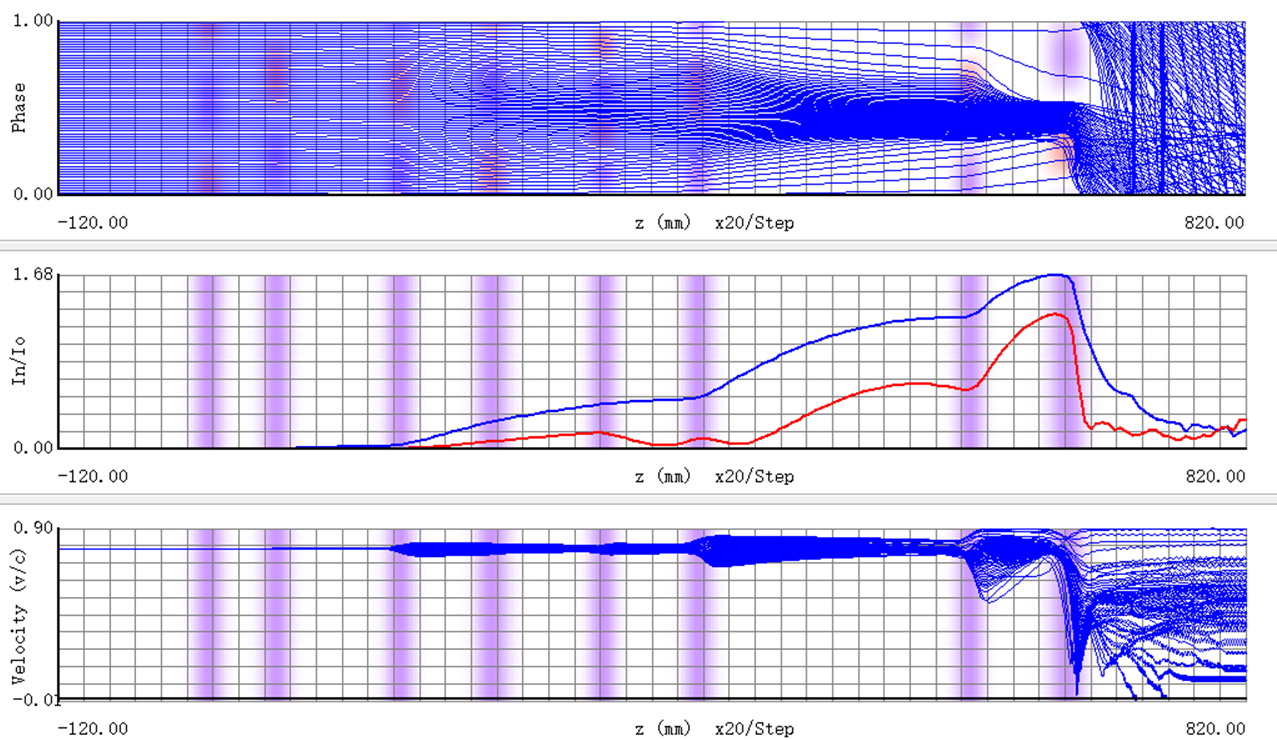 1.00
Phase
0.00
-120.00 z (mm) x20/Step 820.00
1.68
In/Io
0.00
-120.00 z (mm) x20/Step 820.00
0.90
Velocity (v/c)
-0.01
-120.00 z (mm) x20/Step 820.00